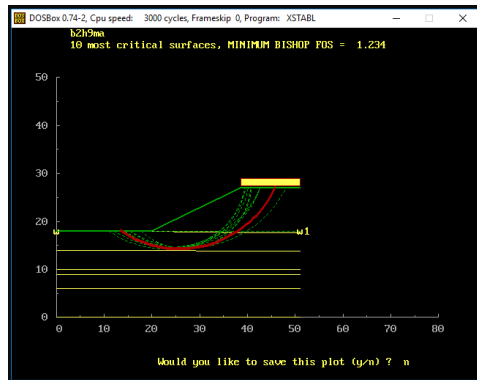 DOSBox 0.74-2, Cpu speed: 3000 cycles, Frameskip 0, Program: XSTABL
b2h9ma
10 most critical surfaces, MINIMUM BISHOP FOS = 1.234
50
40
30
20
w w1
10
0
0 10 20 30 40 50 60 70 80
Would you like to save this plot (y/n) ? n